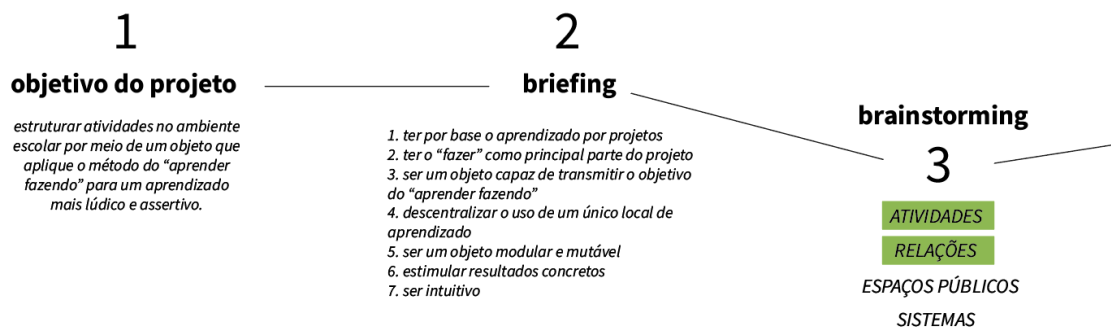 1
objetivo do projeto
estruturar atividades no ambiente
escolar por meio de um objeto que
aplique o método do “aprender
fazendo” para um aprendizado
mais lúdico e assertivo.
2
briefing
1. ter por base o aprendizado por projetos
2. ter o “fazer” como principal parte do projeto
3. ser um objeto capaz de transmitir o objetivo
do “aprender fazendo”
4. descentralizar o uso de um único local de
aprendizado
5. ser um objeto modular e mutável
6. estimular resultados concretos
7. ser intuitivo
brainstorming
3
ATIVIDADES
RELAÇÕES
ESPAÇOS PÚBLICOS
SISTEMAS